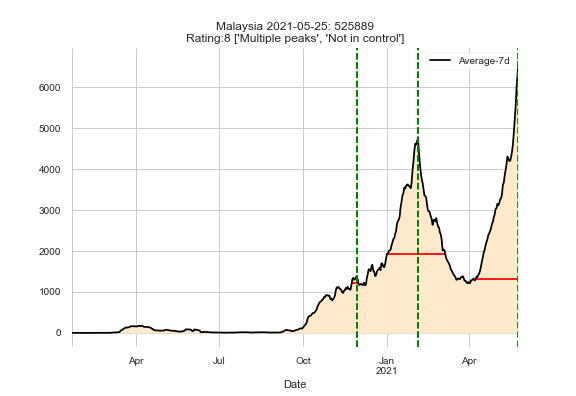 Malaysia 2021-05-25: 525889
Rating:8 ['Multiple peaks', 'Not in control']
Average-7d
6000
5000
4000
3000
2000
1000
0
Apr
Jul
Oct
Jan
2021
Apr
Date